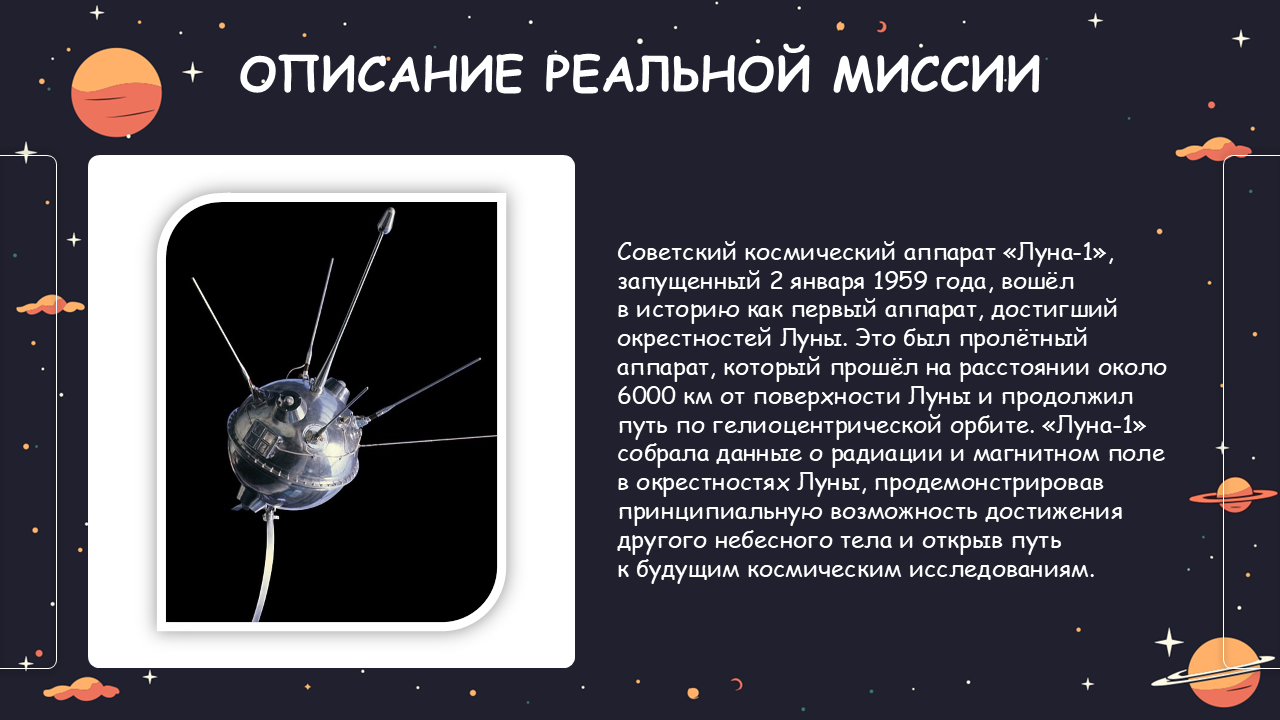 ОПИСАНИЕ РЕАЛЬНОЙ МИССИИ
Советский космический аппарат «Луна-1»,
запущенный 2 января 1959 года, вошёл
в историю как первый аппарат, достигший
окрестностей Луны. Это был пролётный
аппарат, который прошёл на расстоянии около
6000 км от поверхности Луны и продолжил
путь по гелиоцентрической орбите. «Луна-1»
собрала данные о радиации и магнитном поле
в окрестностях Луны, продемонстрировав
принципиальную возможность достижения
другого небесного тела и открыв путь
к будущим космическим исследованиям.